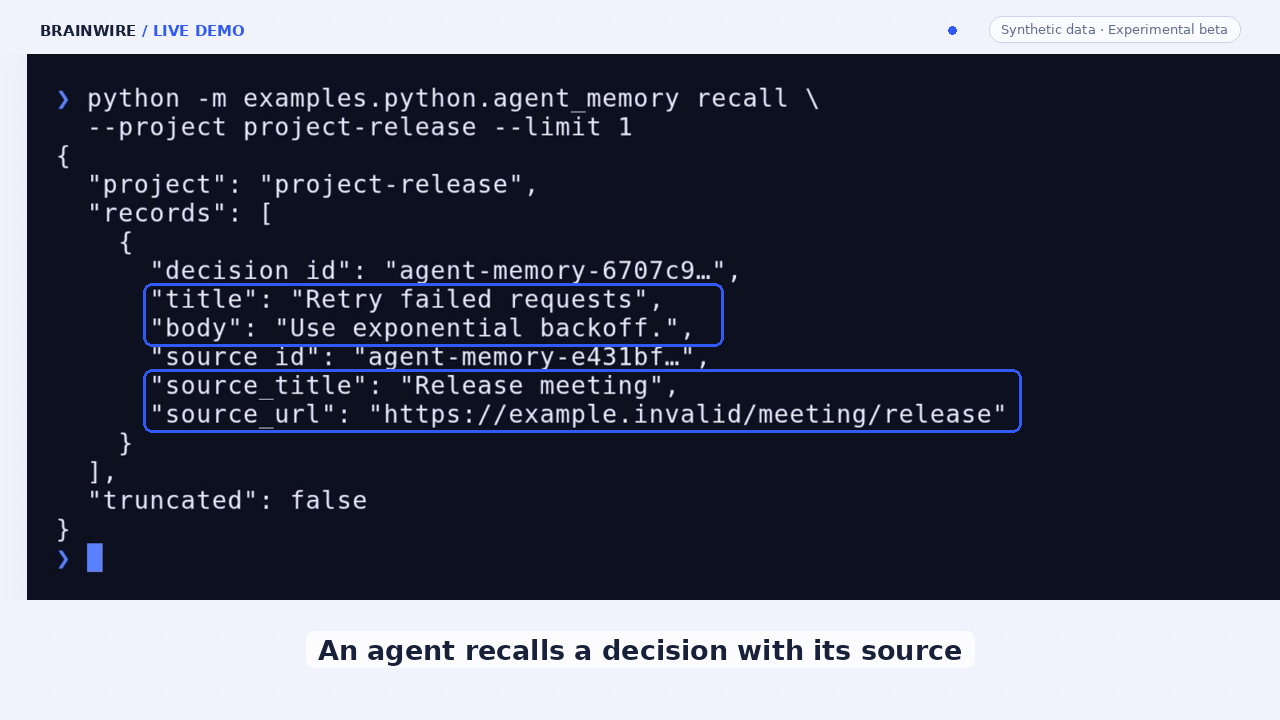 BRAINWIRE / LIVE DEMO
Synthetic data · Experimental beta
❯ python -m examples.python.agent_memory recall \
  --project project-release --limit 1
{
  "project": "project-release",
  "records": [
    {
      "decision_id": "agent-memory-6707c9…",
      "title": "Retry failed requests",
      "body": "Use exponential backoff.",
      "source_id": "agent-memory-e431bf…",
      "source_title": "Release meeting",
      "source_url": "https://example.invalid/meeting/release"
    }
  ],
  "truncated": false
}
❯
An agent recalls a decision with its source